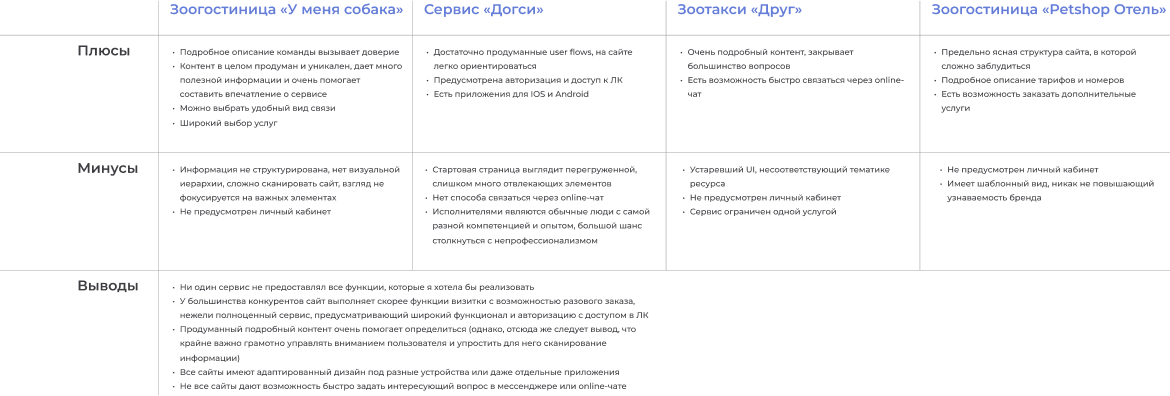 Зоогостиница «У меня собака»
Сервис «Догси»
Зоотакси «Друг»
Зоогостиница «Petshop Отель»
Плюсы
• Подробное описание команды вызывает доверие
• Контент в целом продуман и уникален, дает много
полезной информации и очень помогает
составить впечатление о сервисе
• Можно выбрать удобный вид связи
• Широкий выбор услуг
• Достаточно продуманные user flows, на сайте
легко ориентироваться
• Предусмотрена авторизация и доступ к ЛК
• Есть приложения для IOS и Android
• Очень подробный контент, закрывает
большинство вопросов
• Есть возможность быстро связаться через online-
чат
• Предельно ясная структура сайта, в которой
сложно заблудиться
• Подробное описание тарифов и номеров
• Есть возможность заказать дополнительные
услуги
Минусы
• Информация не структурирована, нет визуальной
иерархии, сложно сканировать сайт, взгляд не
фокусируется на важных элементах
• Не предусмотрен личный кабинет
• Стартовая страница выглядит перегруженной,
слишком много отвлекающих элементов
• Нет способа связаться через online-чат
• Исполнителями являются обычные люди с самой
разной компетенцией и опытом, большой шанс
столкнуться с непрофессионализмом
• Устаревший UI, несоответствующий тематике
ресурса
• Не предусмотрен личный кабинет
• Сервис ограничен одной услугой
• Не предусмотрен личный кабинет
• Имеет шаблонный вид, никак не повышающий
узнаваемость бренда
Выводы
• Ни один сервис не предоставлял все функции, которые я хотела бы реализовать
• У большинства конкурентов сайт выполняет скорее функции визитки с возможностью разового заказа,
нежели полноценный сервис, предусматривающий широкий функционал и авторизацию с доступом в ЛК
• Продуманный подробный контент очень помогает определиться (однако, отсюда же следует вывод, что
крайне важно грамотно управлять вниманием пользователя и упростить для него сканирование
информации)
• Все сайты имеют адаптированный дизайн под разные устройства или даже отдельные приложения
• Не все сайты дают возможность быстро задать интересующий вопрос в мессенджере или online-чате